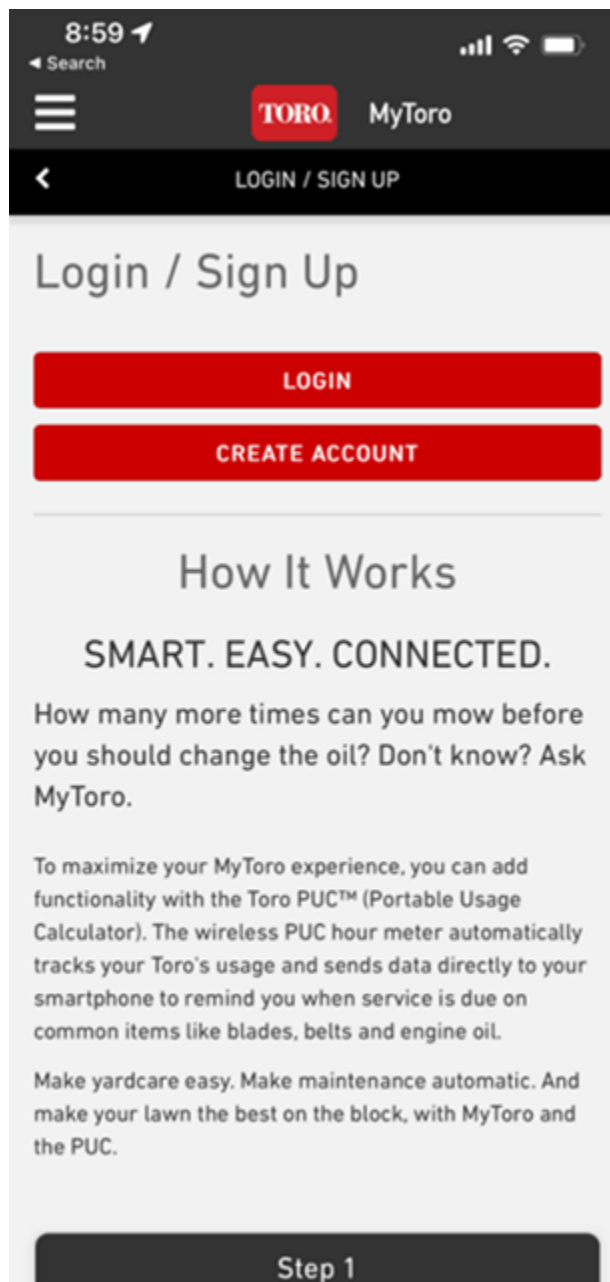 8:59
◀ Search
TORO. MyToro
LOGIN / SIGN UP
Login / Sign Up
LOGIN
CREATE ACCOUNT
How It Works
SMART. EASY. CONNECTED.
How many more times can you mow before
you should change the oil? Don't know? Ask
MyToro.
To maximize your MyToro experience, you can add
functionality with the Toro PUC™ (Portable Usage
Calculator). The wireless PUC hour meter automatically
tracks your Toro's usage and sends data directly to your
smartphone to remind you when service is due on
common items like blades, belts and engine oil.
Make yardcare easy. Make maintenance automatic. And
make your lawn the best on the block, with MyToro and
the PUC.
Step 1